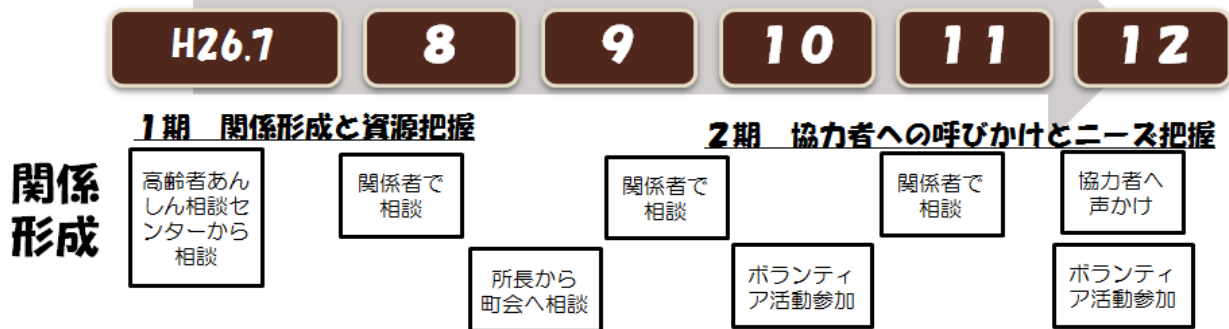 H26.7
8
9
10
11
12
1期 関係形成と資源把握
2期 協力者への呼びかけとニーズ把握
関係
形成
高齢者あん
しん相談セ
ンターから
相談
関係者で
相談
所長から
町会へ相談
関係者で
相談
ボランティ
ア活動参加
関係者で
相談
協力者へ
声かけ
ボランティ
ア活動参加